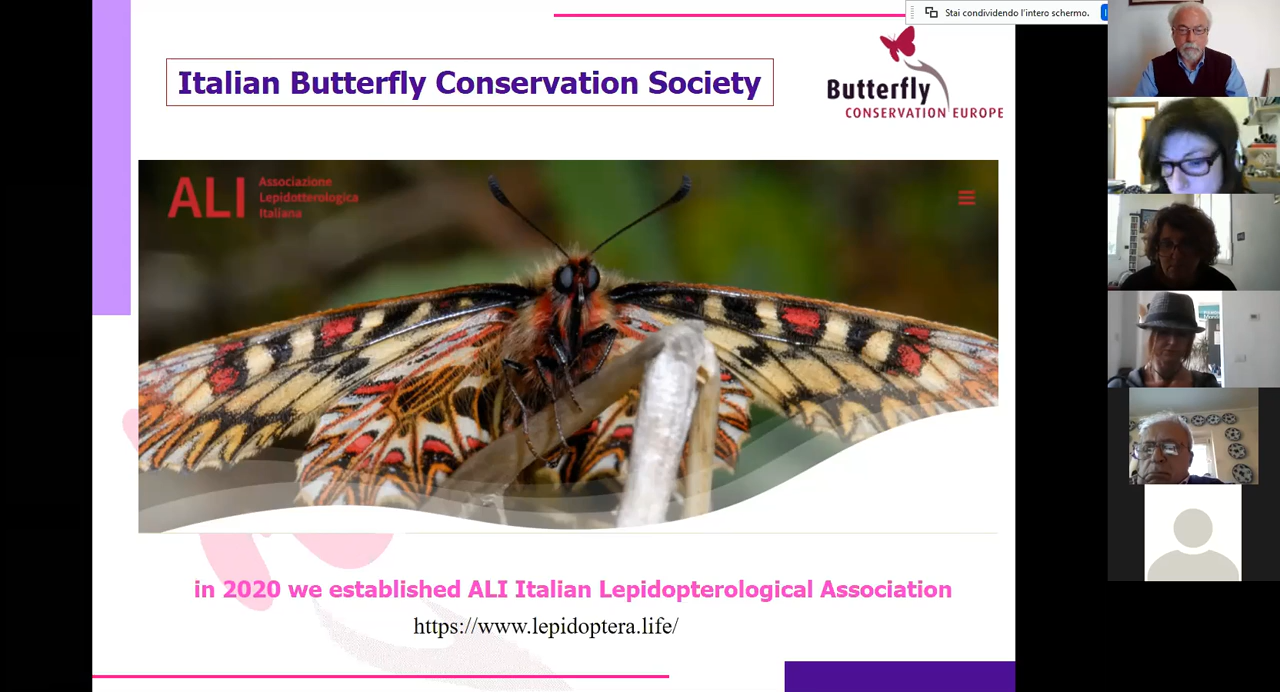 Stai condividendo l'intero schermo.
Italian Butterfly Conservation Society
Butterfly
CONSERVATION EUROPE
ALI
Associazione
Lepidotterologica
Italiana
in 2020 we established ALI Italian Lepidopterological Association
https://www.lepidoptera.life/